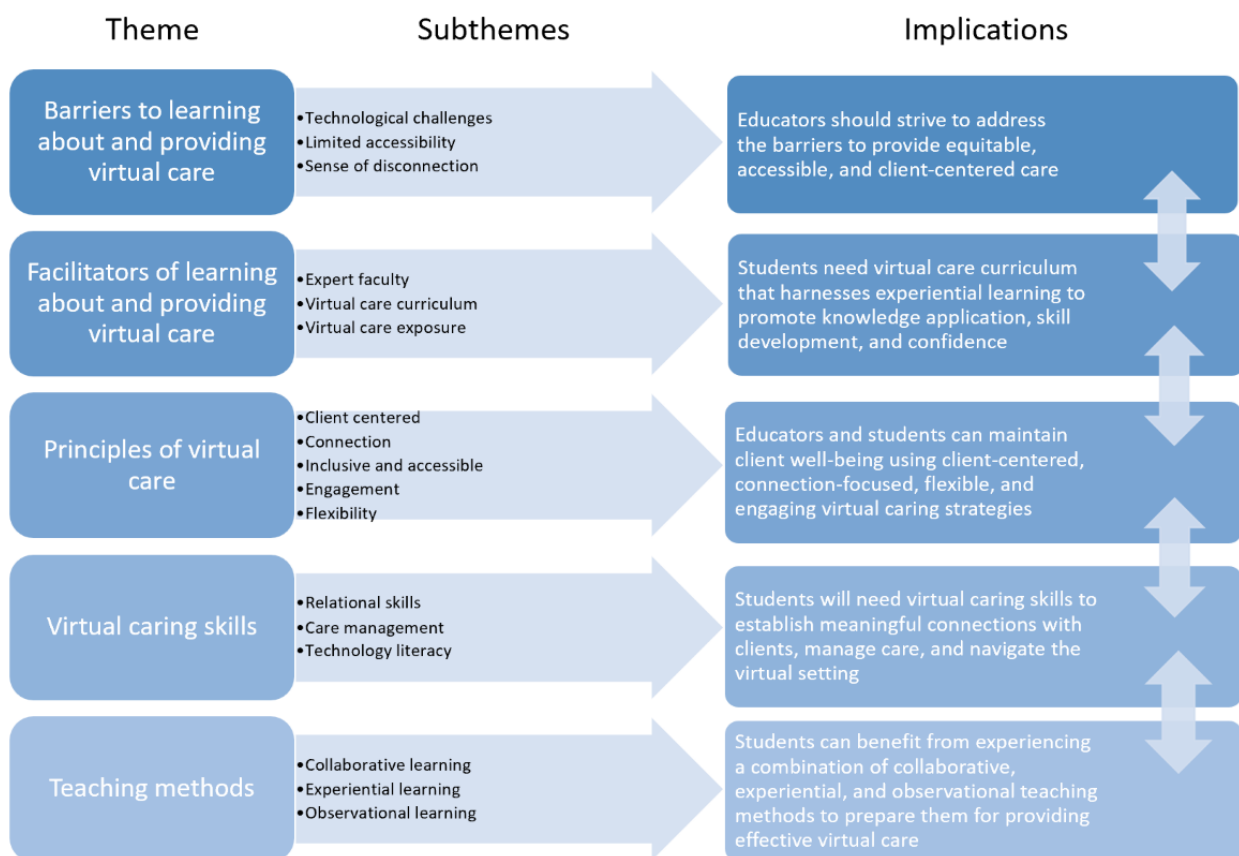 Theme
Subthemes
Implications
Barriers to learning
about and providing
virtual care
•Technological challenges
•Limited accessibility
•Sense of disconnection
Educators should strive to address
the barriers to provide equitable,
accessible, and client-centered care
Facilitators of learning
about and providing
virtual care
•Expert faculty
•Virtual care curriculum
•Virtual care exposure
Students need virtual care curriculum
that harnesses experiential learning to
promote knowledge application, skill
development, and confidence
Principles of virtual
care
•Client centered
•Connection
•Inclusive and accessible
•Engagement
•Flexibility
Educators and students can maintain
client well-being using client-centered,
connection-focused, flexible, and
engaging virtual caring strategies
Virtual caring skills
•Relational skills
•Care management
•Technology literacy
Students will need virtual caring skills to
establish meaningful connections with
clients, manage care, and navigate the
virtual setting
Teaching methods
•Collaborative learning
•Experiential learning
•Observational learning
Students can benefit from experiencing
a combination of collaborative,
experiential, and observational teaching
methods to prepare them for providing
effective virtual care